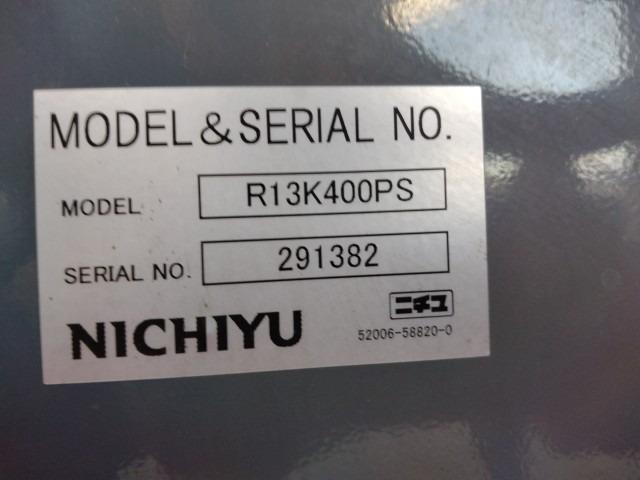 MODEL & SERIAL NO.
MODEL R13K400PS
SERIAL NO. 291382
ニチユ
NICHIYU 52006-58820-0